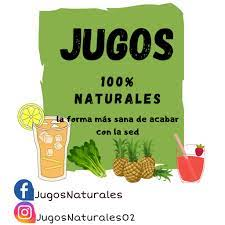 JUGOS
100%
NATURALES
la forma más sana de acabar
con la sed
JugosNaturales
JugosNaturales02